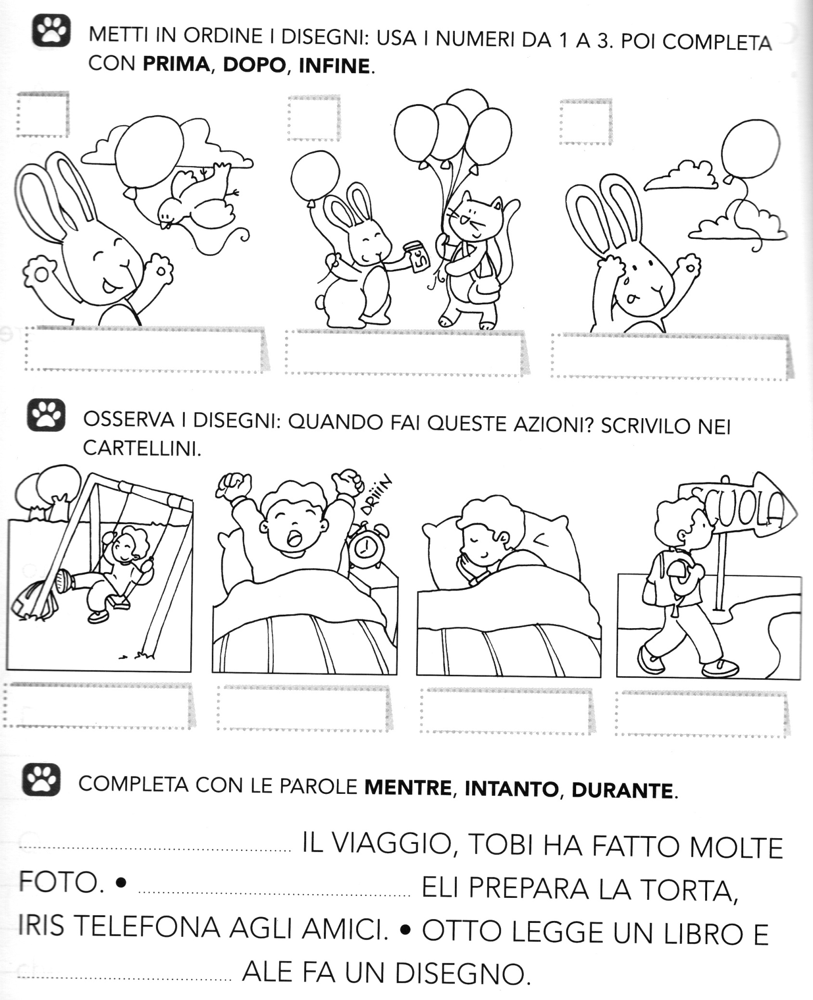 METTI IN ORDINE I DISEGNI: USA I NUMERI DA 1 A 3. POI COMPLETA
CON PRIMA, DOPO, INFINE.
5€
OSSERVA I DISEGNI: QUANDO FAI QUESTE AZIONI? SCRIVILO NEI
CARTELLINI.
DRIIIN
SCUOLA
COMPLETA CON LE PAROLE MENTRE, INTANTO, DURANTE.
IL VIAGGIO, TOBI HA FATTO MOLTE
FOTO. • ELI PREPARA LA TORTA,
IRIS TELEFONA AGLI AMICI. • OTTO LEGGE UN LIBRO E
ALE FA UN DISEGNO.